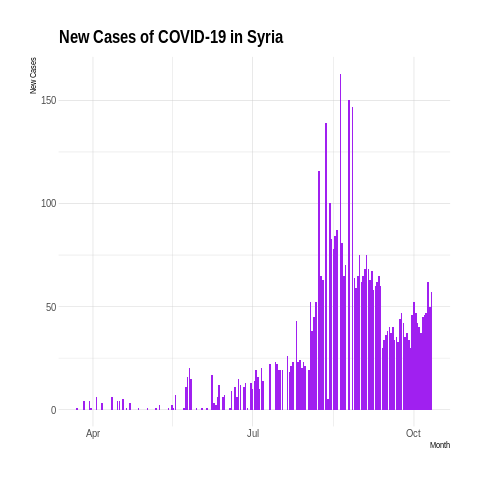 New Cases of COVID-19 in Syria
New Cases
150
100
50
0
Apr
Jul
Oct
Month